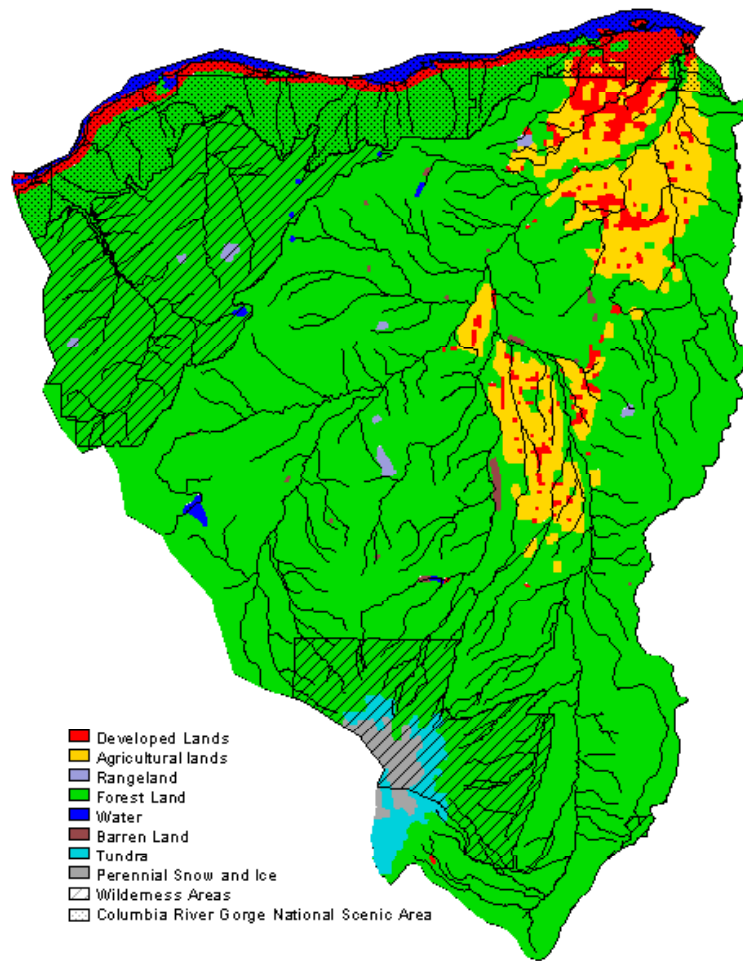 Developed Lands
Agricultural lands
Rangeland
Forest Land
Water
Barren Land
Tundra
Perennial Snow and Ice
Wilderness Areas
Columbia River Gorge National Scenic Area